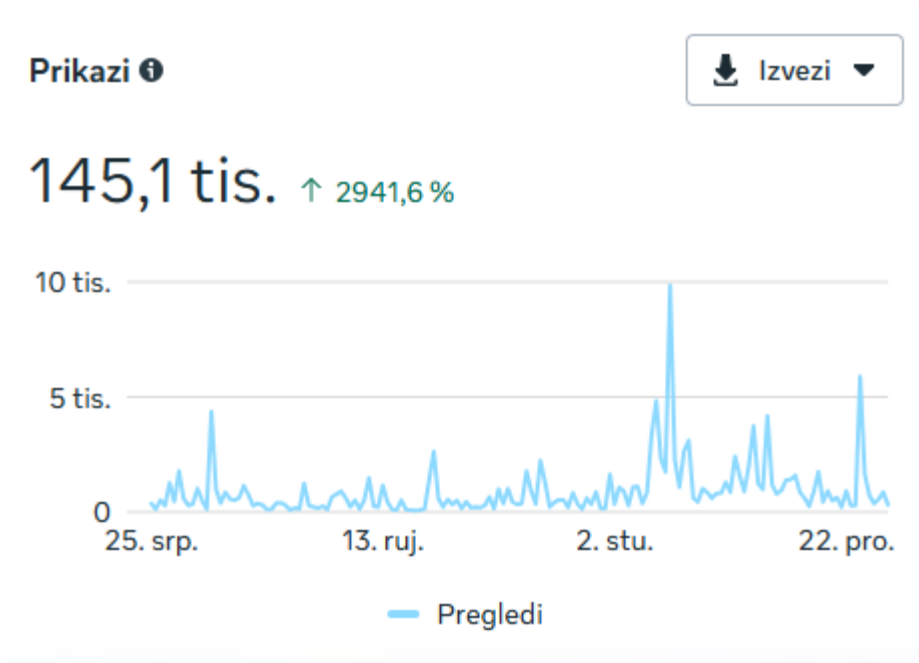 Prikazi
Izvezi
145,1 tis. ↑ 2941,6 %
10 tis.
5 tis.
0
25. srp. 13. ruj. 2. stu. 22. pro.
Pregledi